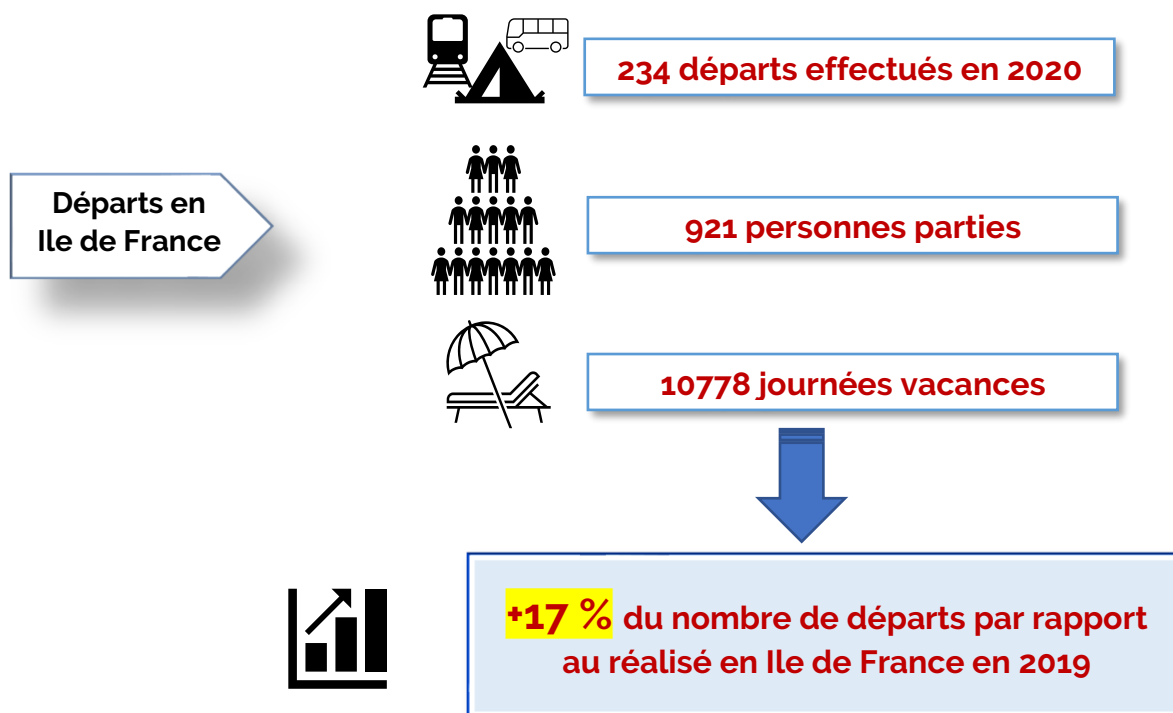 234 départs effectués en 2020
Départs en
Ile de France
921 personnes parties
10778 journées vacances
+17 % du nombre de départs par rapport
au réalisé en Ile de France en 2019